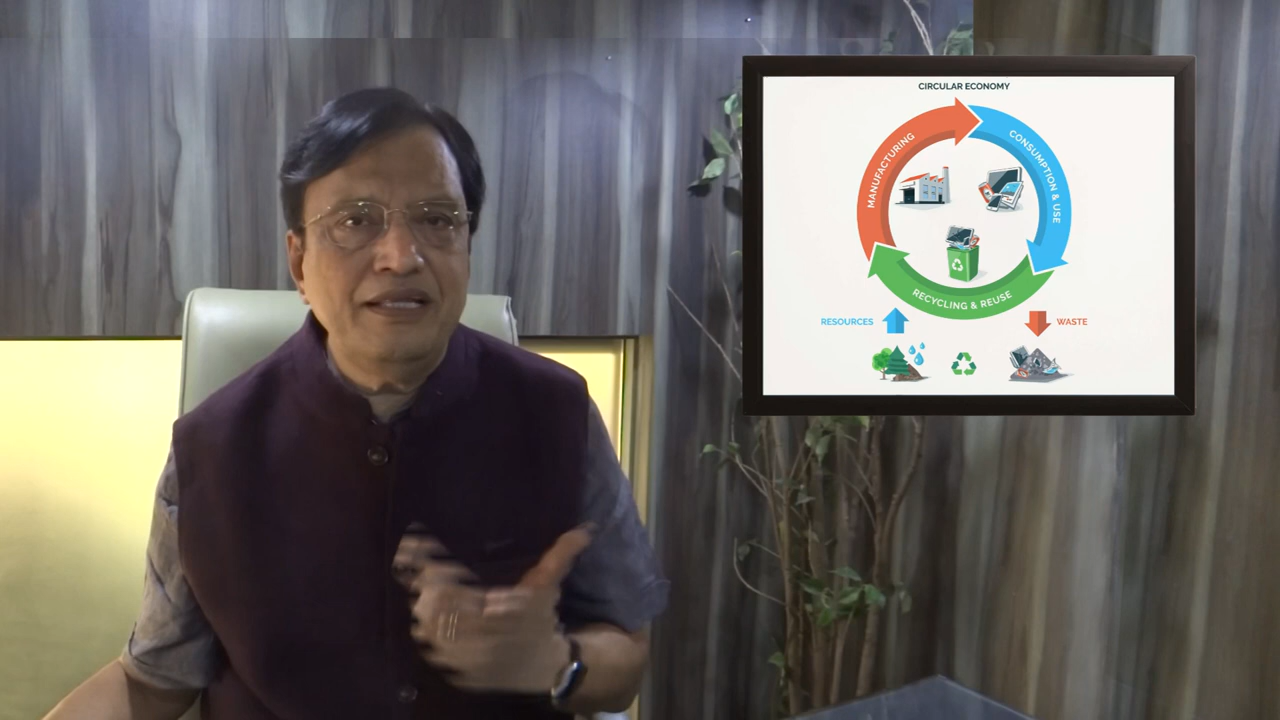 CIRCULAR ECONOMY
MANUFACTURING
CONSUMPTION & USE
RECYCLING & REUSE
RESOURCES
WASTE